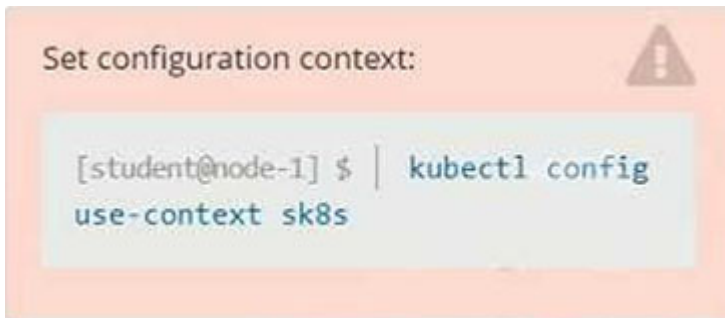 Set configuration context:
[student@node-1] $ | kubectl config
use-context sk8s